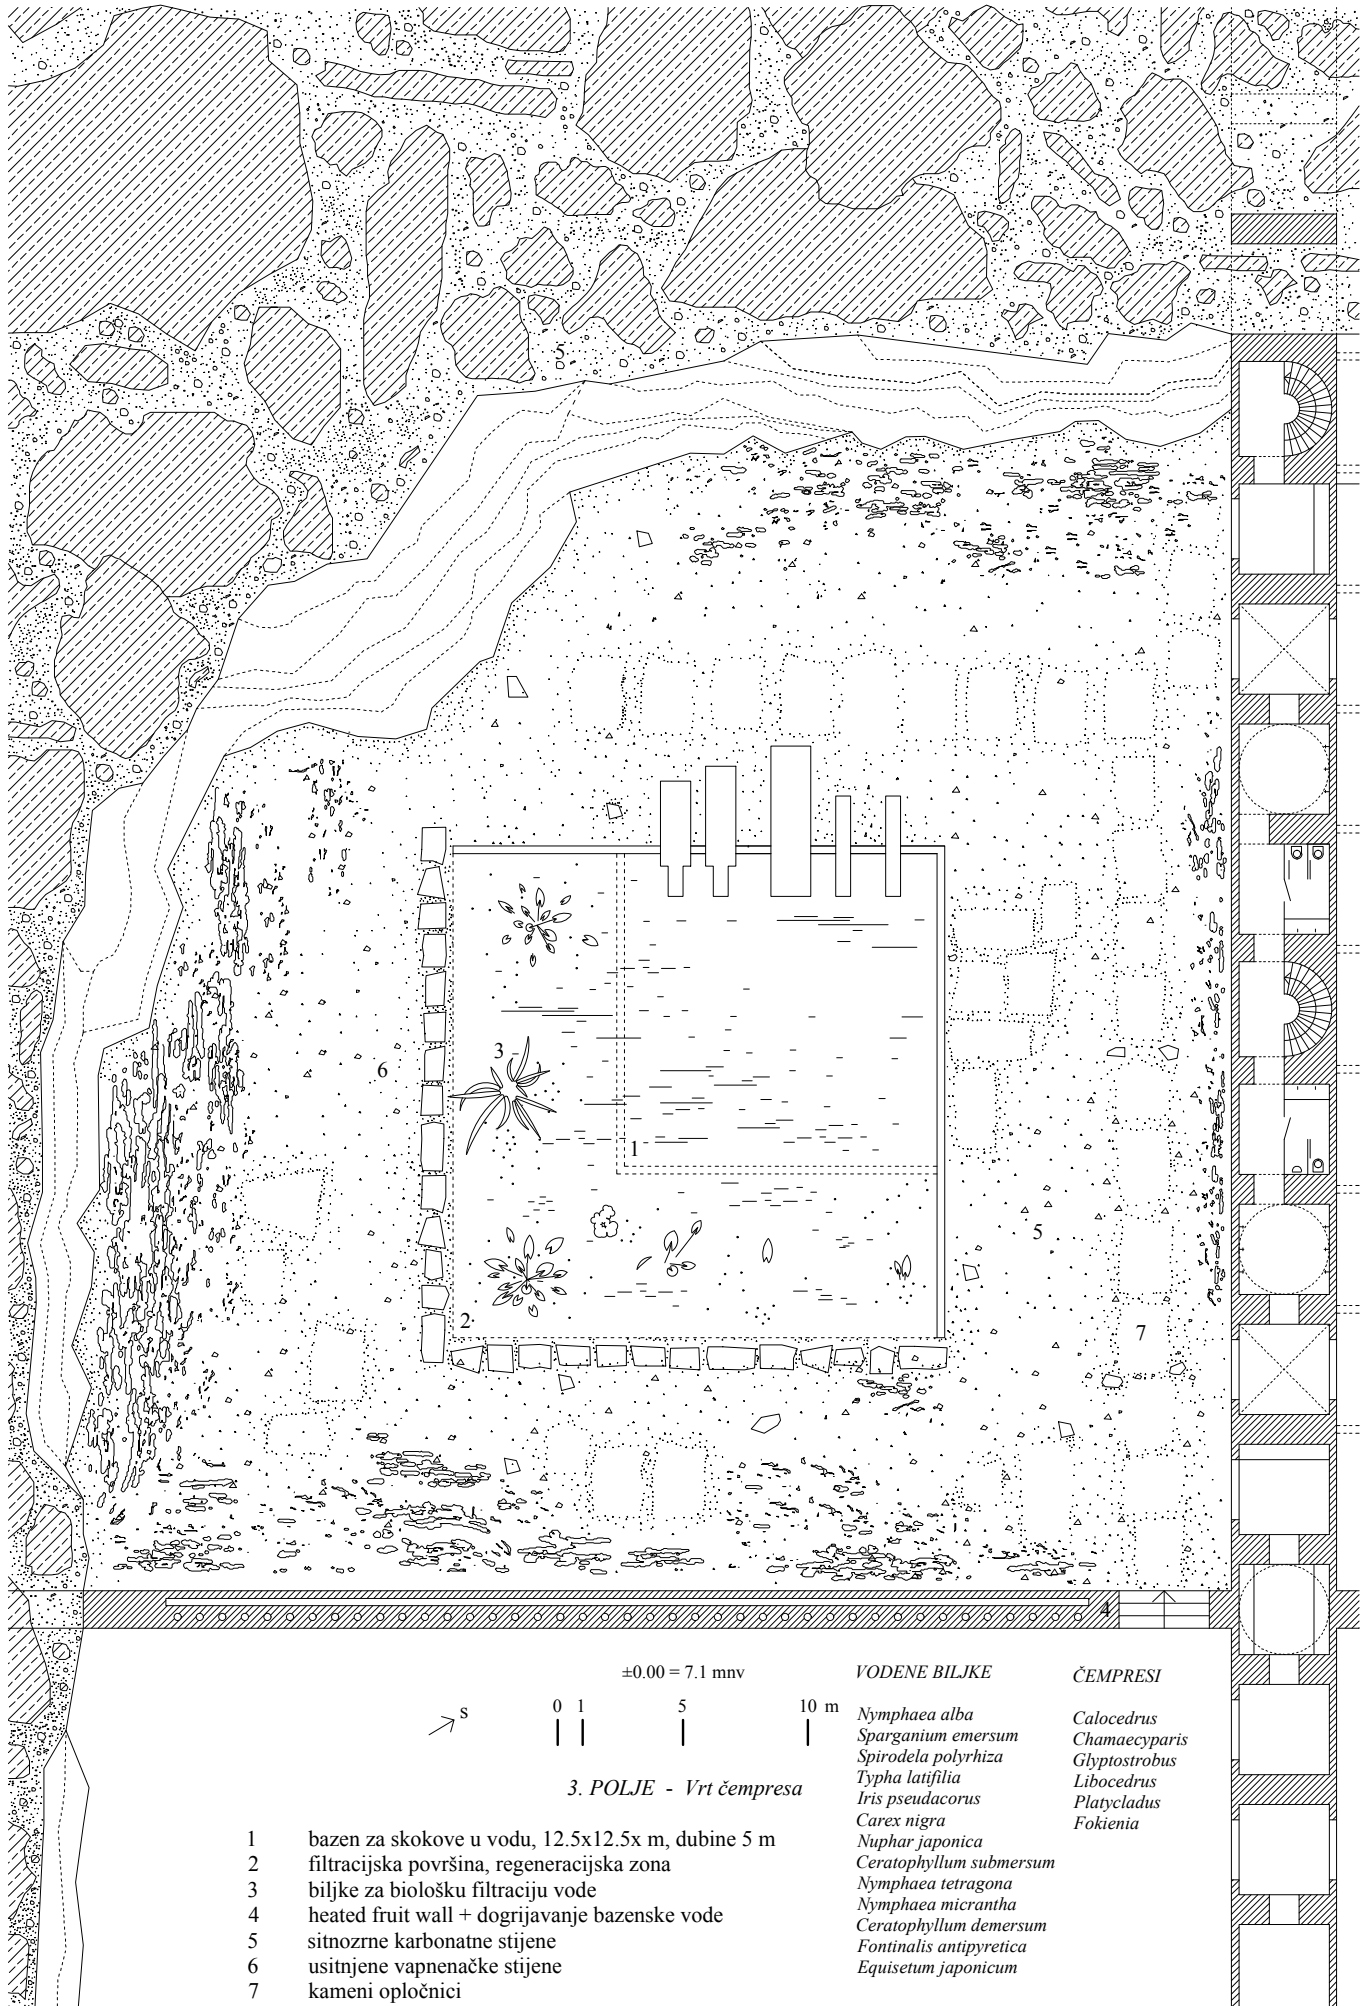 5
3
6
1
5
2
7
4
±0.00 = 7.1 mnv
s
0 1 5 10 m
3. POLJE - Vrt čempresa
1 bazen za skokove u vodu, 12.5x12.5x m, dubine 5 m
2 filtracijska površina, regeneracijska zona
3 biljke za biološku filtraciju vode
4 heated fruit wall + dogrijavanje bazenske vode
5 sitnozrne karbonatne stijene
6 usitnjene vapnenačke stijene
7 kameni opločnici
VODENE BILJKE
Nymphaea alba
Sparganium emersum
Spirodela polyrhiza
Typha latifilia
Iris pseudacorus
Carex nigra
Nuphar japonica
Ceratophyllum submersum
Nymphaea tetragona
Nymphaea micrantha
Ceratophyllum demersum
Fontinalis antipyretica
Equisetum japonicum
ČEMPRESI
Calocedrus
Chamaecyparis
Glyptostrobus
Libocedrus
Platycladus
Fokienia